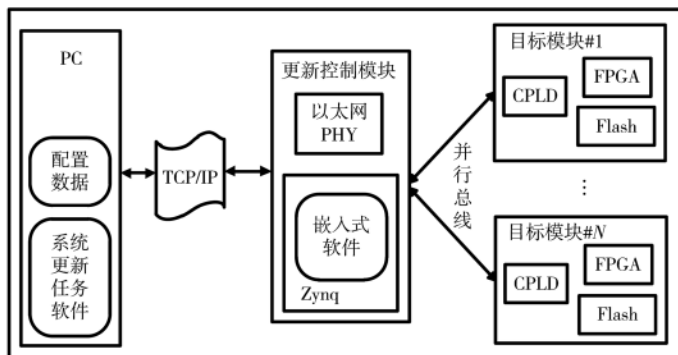 PC
配置
数据
系统
更新
任务
软件
TCP/IP
更新控制模块
以太网
PHY
嵌入式
软件
Zynq
并
行
总
线
目标模块#1
CPLD
FPGA
Flash
⋮
目标模块#N
CPLD
FPGA
Flash